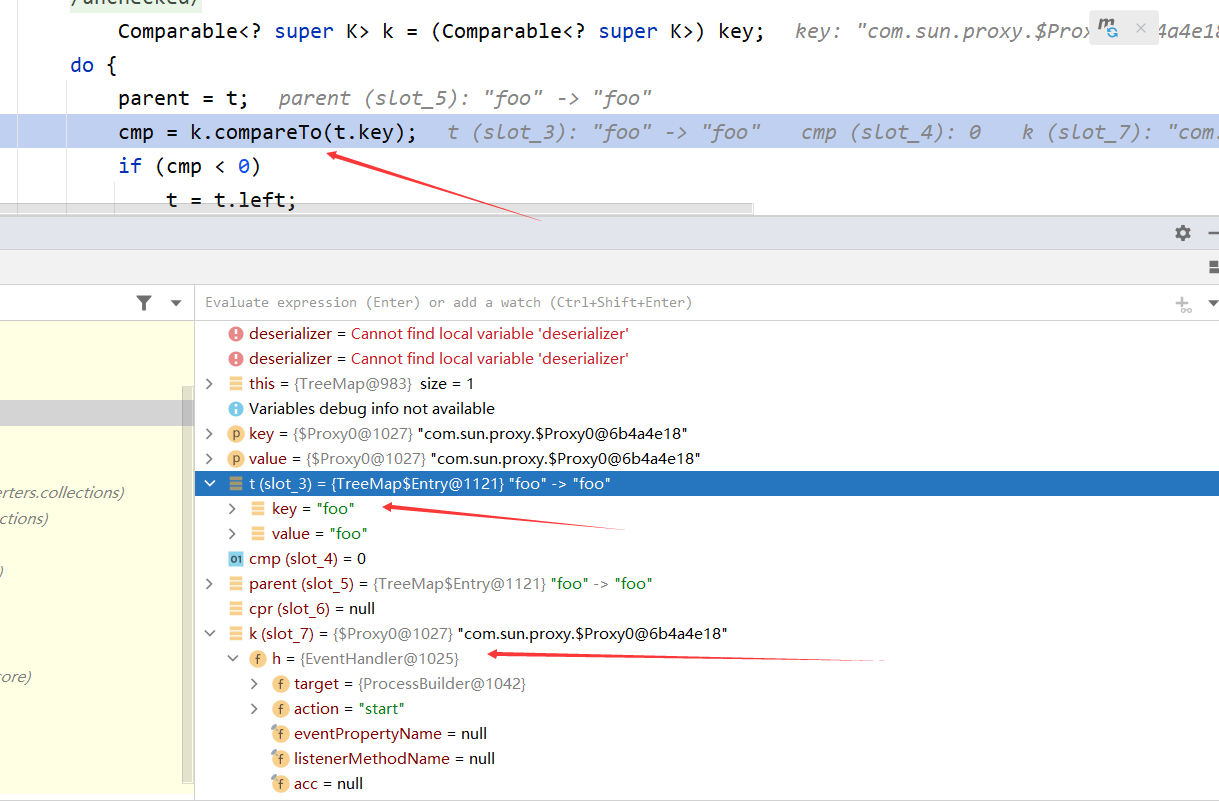 /unchecked/
Comparable<? super K> k = (Comparable<? super K>) key; key: "com.sun.proxy.$Prox 4a4e18
do {
parent = t; parent (slot_5): "foo" -> "foo"
cmp = k.compareTo(t.key); t (slot_3): "foo" -> "foo" cmp (slot_4): 0 k (slot_7): "com.
if (cmp < 0)
t = t.left;
Evaluate expression (Enter) or add a watch (Ctrl+Shift+Enter)
deserializer = Cannot find local variable 'deserializer'
deserializer = Cannot find local variable 'deserializer'
this = {TreeMap@983} size = 1
Variables debug info not available
key = {$Proxy0@1027} "com.sun.proxy.$Proxy0@6b4a4e18"
value = {$Proxy0@1027} "com.sun.proxy.$Proxy0@6b4a4e18"
t (slot_3) = {TreeMap$Entry@1121} "foo" -> "foo"
erters.collections)
key = "foo"
ctions)
value = "foo"
cmp (slot_4) = 0
)
parent (slot_5) = {TreeMap$Entry@1121} "foo" -> "foo"
cpr (slot_6) = null
k (slot_7) = {$Proxy0@1027} "com.sun.proxy.$Proxy0@6b4a4e18"
h = {EventHandler@1025}
ore)
target = {ProcessBuilder@1042}
action = "start"
eventPropertyName = null
listenerMethodName = null
acc = null